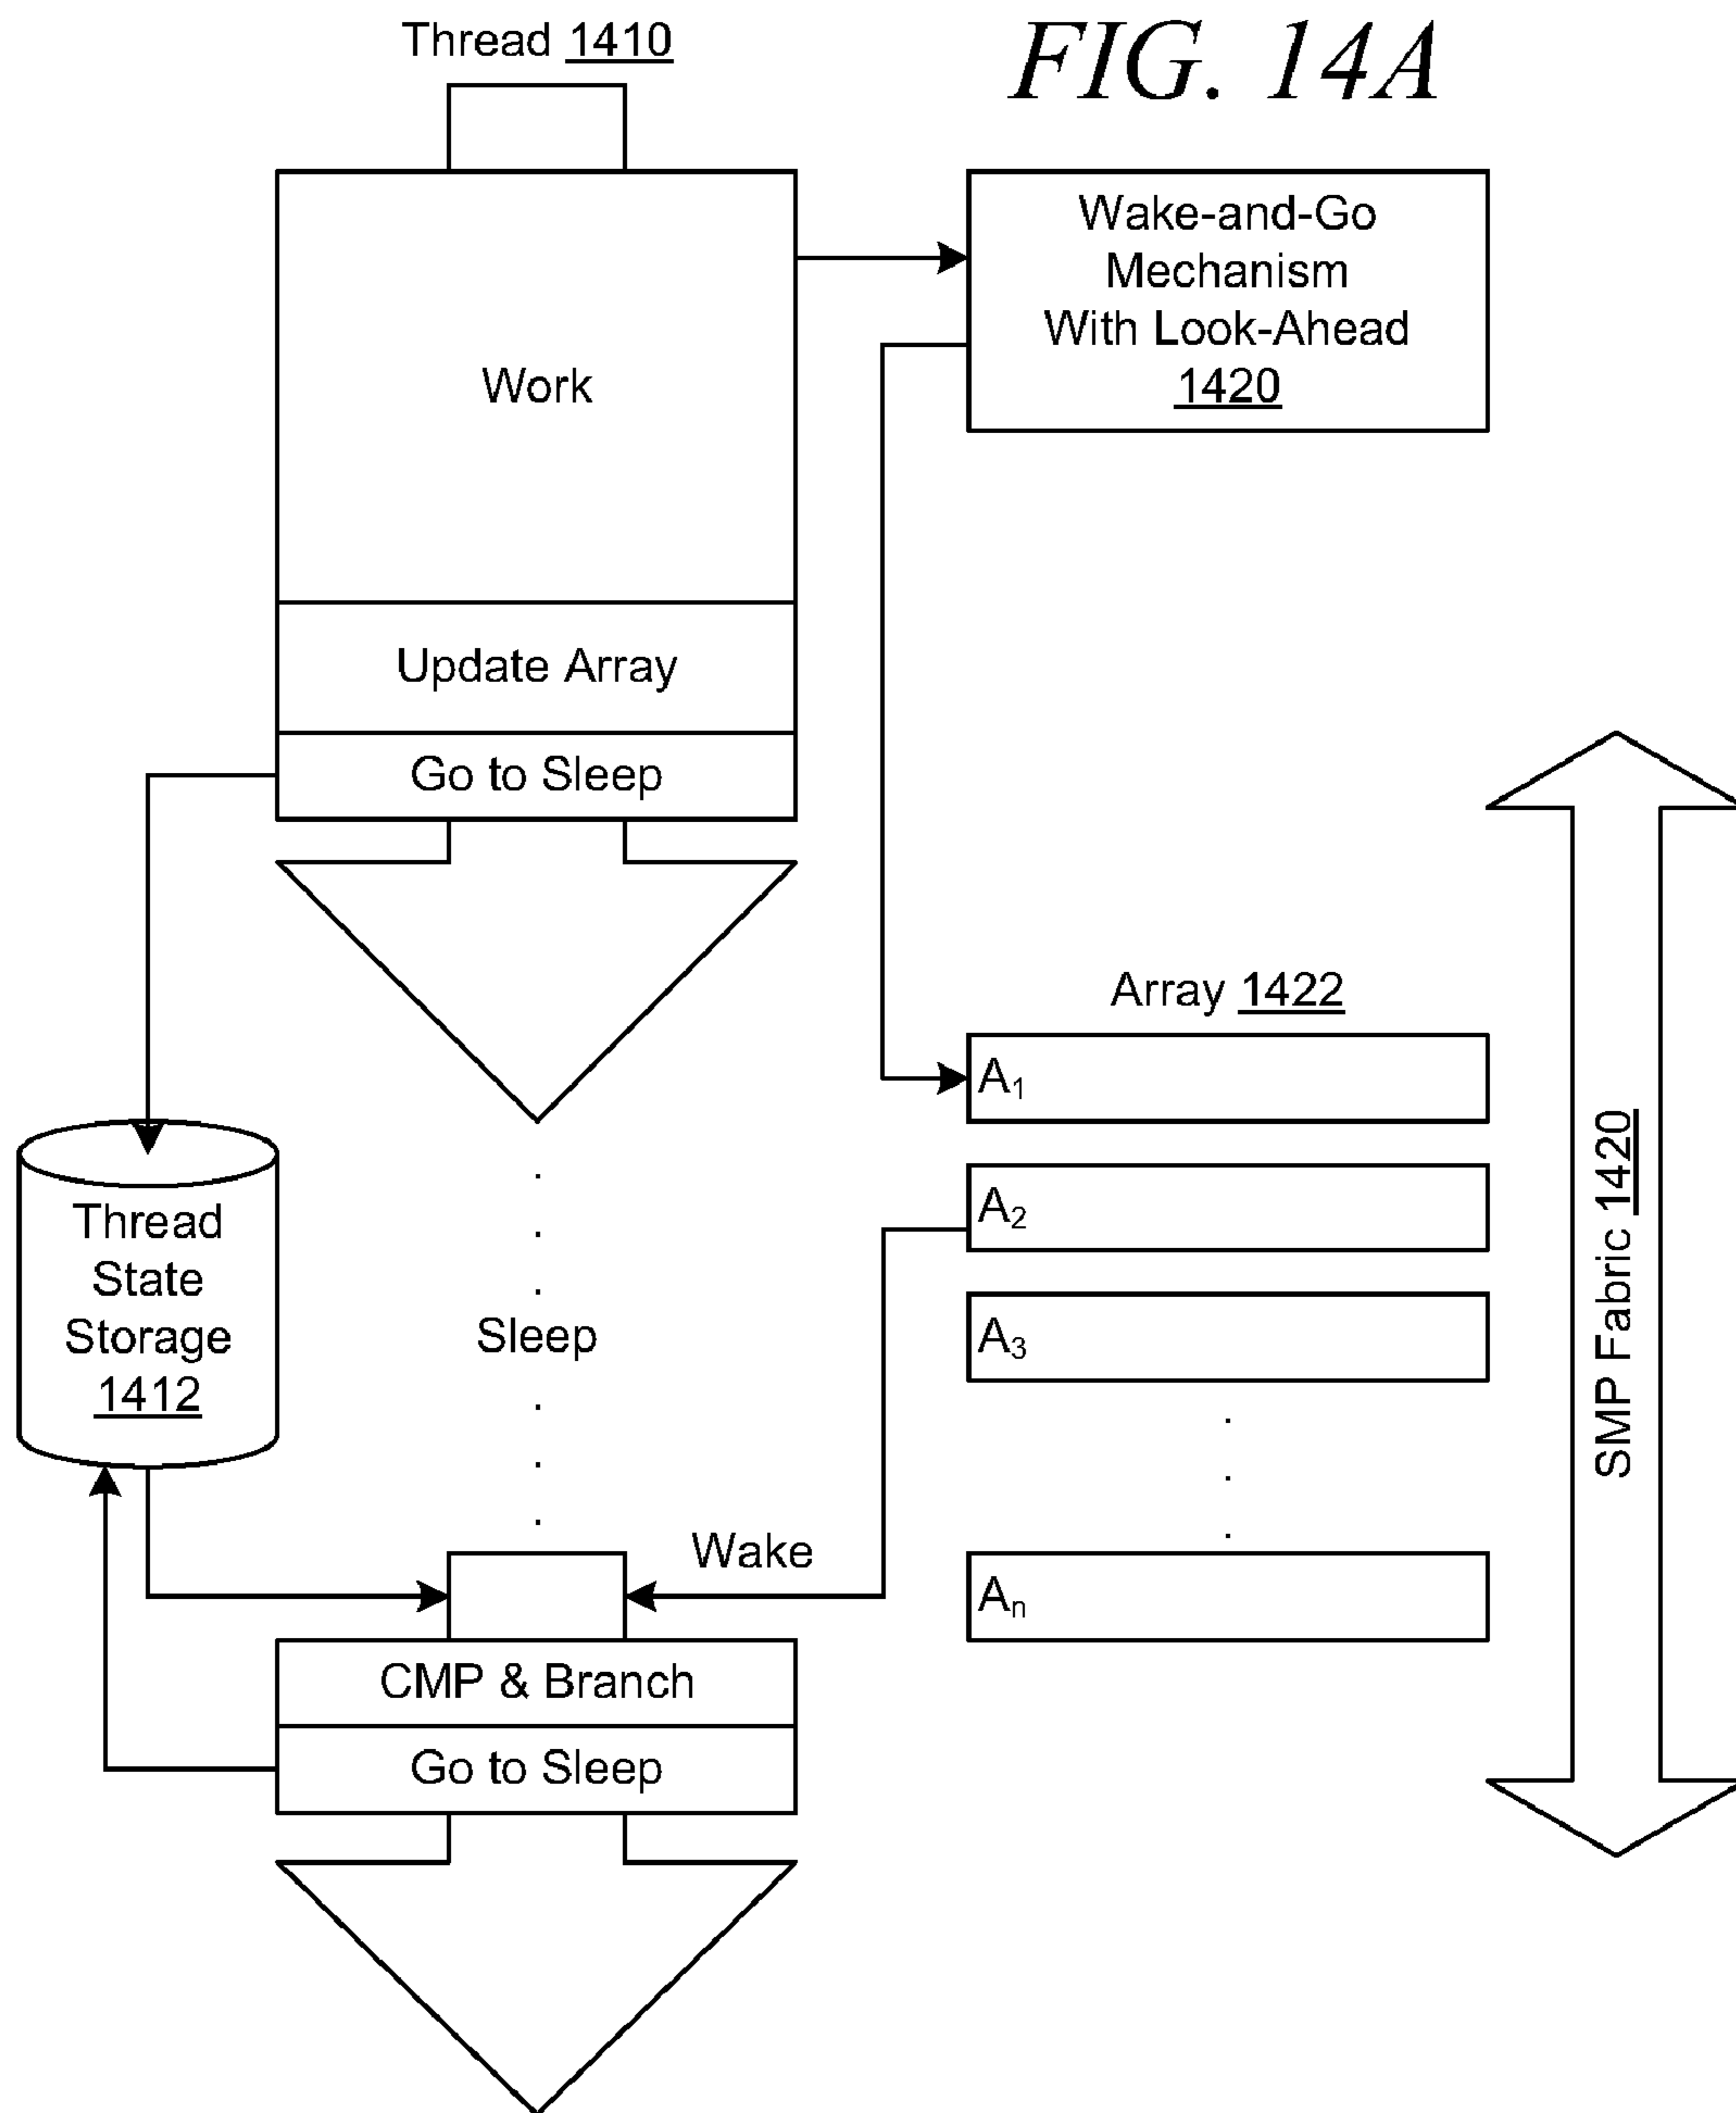 Thread 1410
FIG. 14A
Work
Wake-and-Go
Mechanism
With Look-Ahead
1420
Update Array
Go to Sleep
Array 1422
A₁
A₂
A₃
Aₙ
SMP Fabric 1420
Thread
State
Storage
1412
Sleep
Wake
CMP & Branch
Go to Sleep